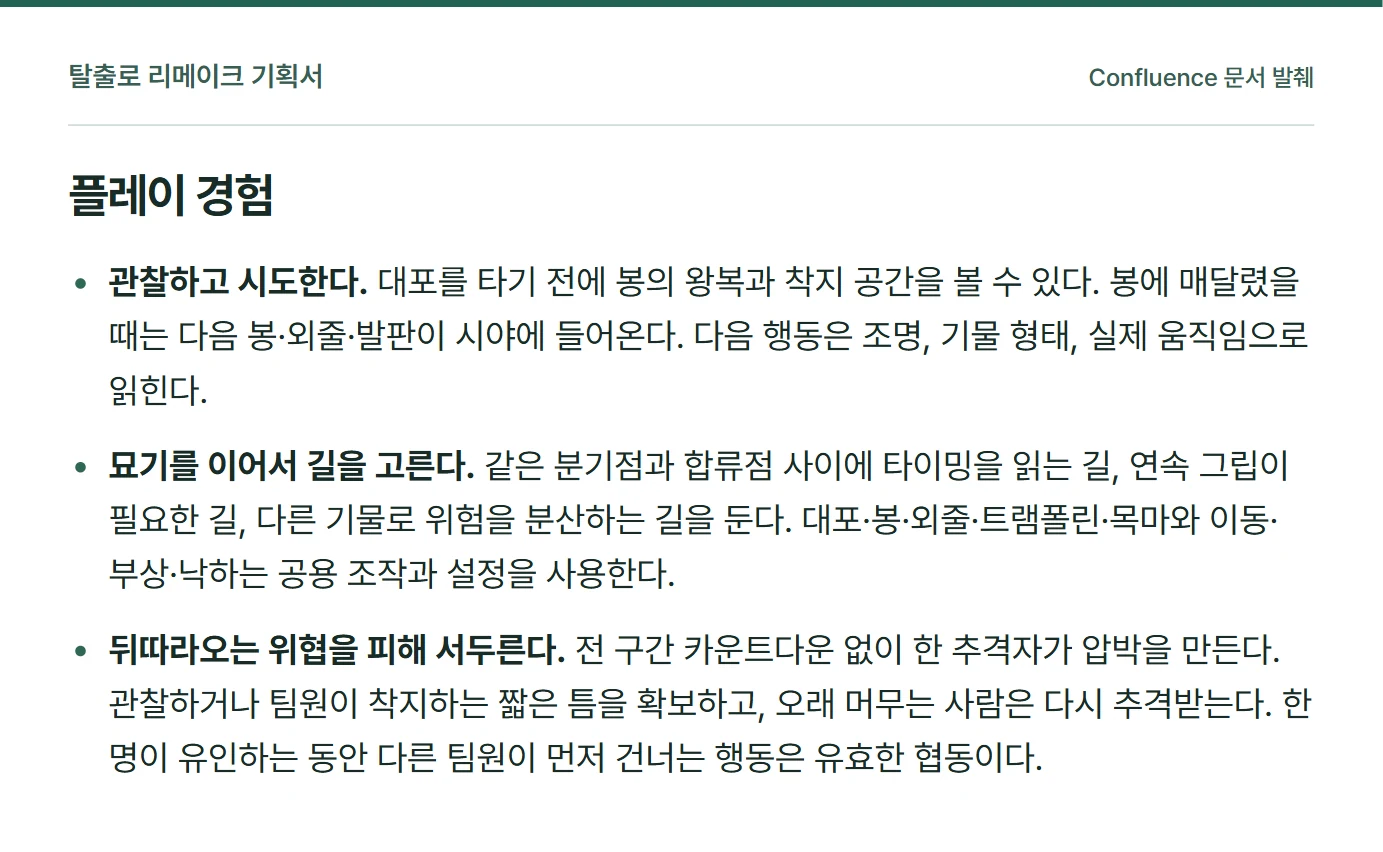 탈출로 리메이크 기획서
Confluence 문서 발췌
플레이 경험
• 관찰하고 시도한다. 대포를 타기 전에 봉의 왕복과 착지 공간을 볼 수 있다. 봉에 매달렸을
때는 다음 봉·외줄·발판이 시야에 들어온다. 다음 행동은 조명, 기물 형태, 실제 움직임으로
읽힌다.
• 묘기를 이어서 길을 고른다. 같은 분기점과 합류점 사이에 타이밍을 읽는 길, 연속 그립이
필요한 길, 다른 기물로 위험을 분산하는 길을 둔다. 대포·봉·외줄·트램폴린·목마와 이동·
부상·낙하는 공용 조작과 설정을 사용한다.
• 뒤따라오는 위협을 피해 서두른다. 전 구간 카운트다운 없이 한 추격자가 압박을 만든다.
관찰하거나 팀원이 착지하는 짧은 틈을 확보하고, 오래 머무는 사람은 다시 추격받는다. 한
명이 유인하는 동안 다른 팀원이 먼저 건너는 행동은 유효한 협동이다.